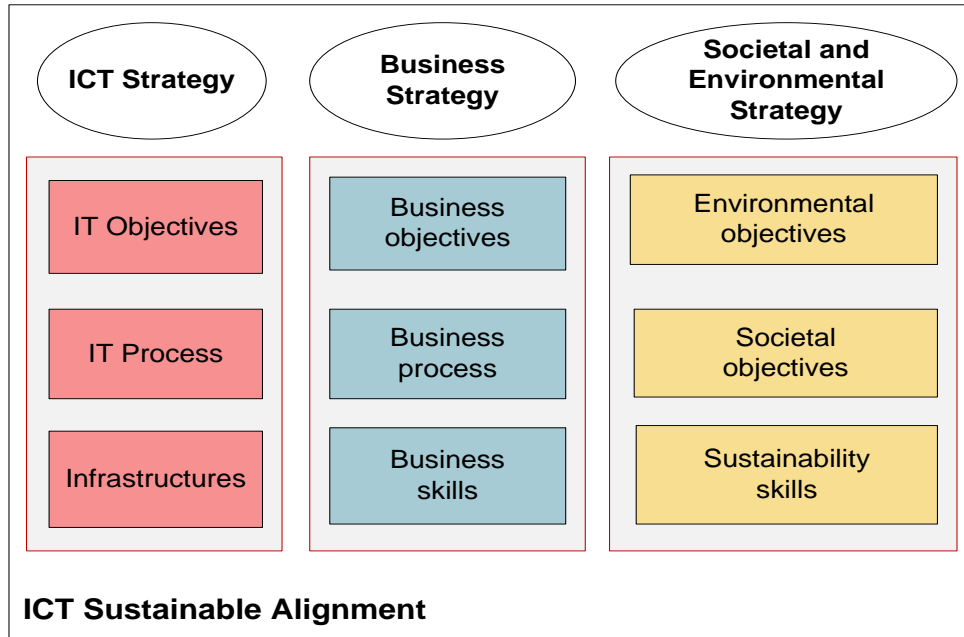 ICT Strategy
Business
Strategy
Societal and
Environmental
Strategy
IT Objectives
IT Process
Infrastructures
Business
objectives
Business
process
Business
skills
Environmental
objectives
Societal
objectives
Sustainability
skills
ICT Sustainable Alignment